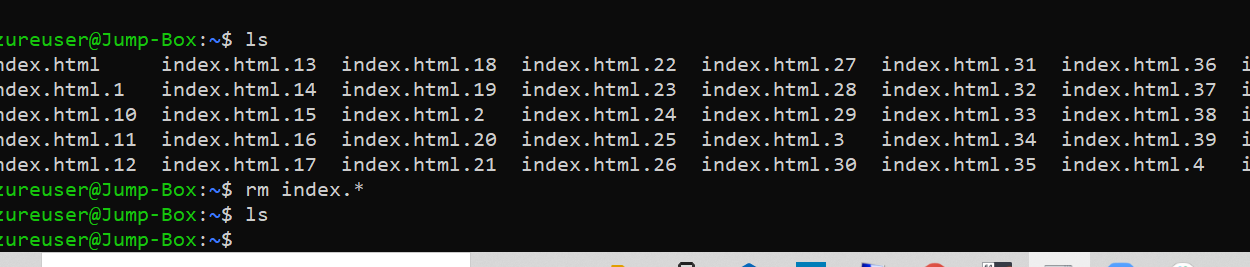 zureuser@Jump-Box:~$ ls
ndex.html index.html.13 index.html.18 index.html.22 index.html.27 index.html.31 index.html.36 i
ndex.html.1 index.html.14 index.html.19 index.html.23 index.html.28 index.html.32 index.html.37 i
ndex.html.10 index.html.15 index.html.2 index.html.24 index.html.29 index.html.33 index.html.38 i
ndex.html.11 index.html.16 index.html.20 index.html.25 index.html.3 index.html.34 index.html.39 i
ndex.html.12 index.html.17 index.html.21 index.html.26 index.html.30 index.html.35 index.html.4 i
zureuser@Jump-Box:~$ rm index.*
zureuser@Jump-Box:~$ ls
zureuser@Jump-Box:~$